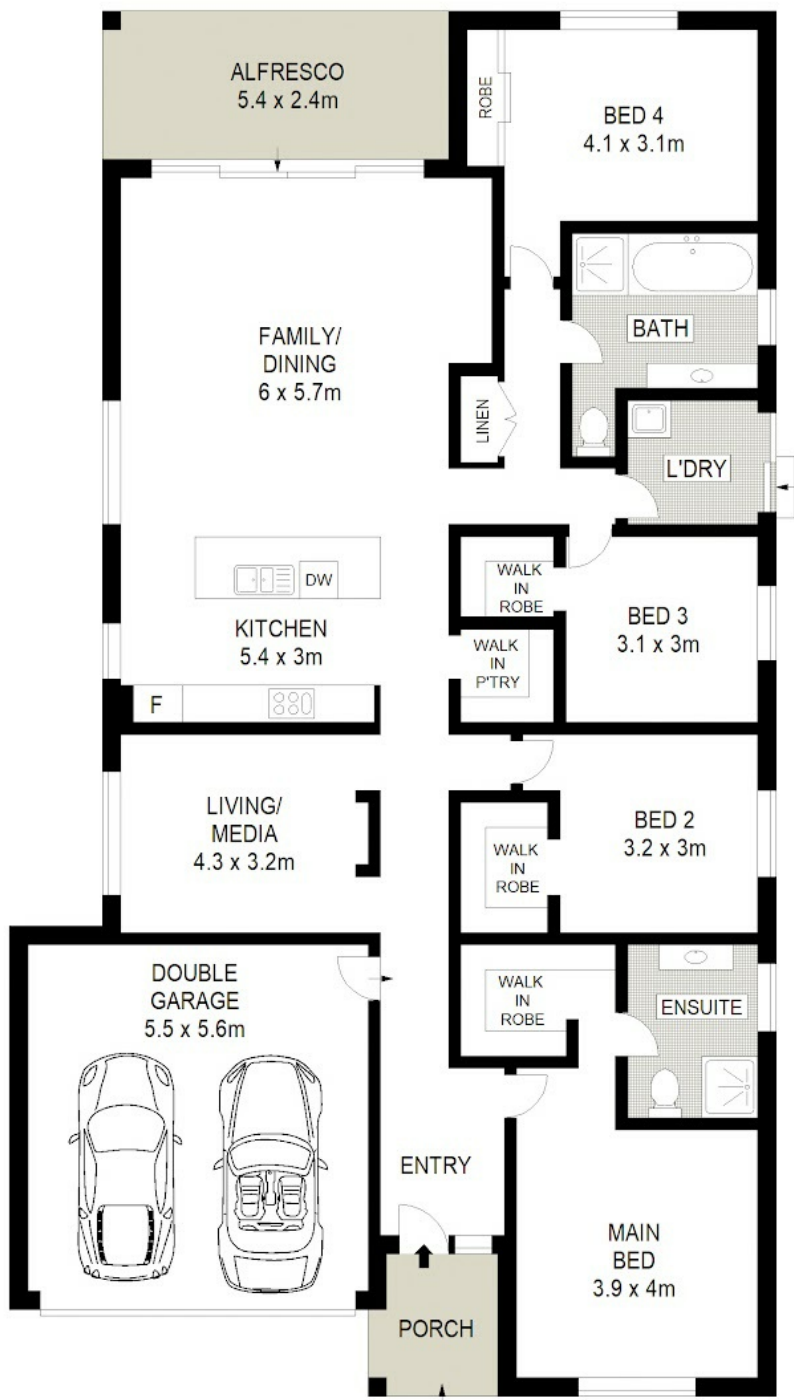 ALFRESCO
5.4 x 2.4m
ROBE
BED 4
4.1 x 3.1m
FAMILY/
DINING
6 x 5.7m
BATH
LINEN
L'DRY
DW
WALK
IN
ROBE
BED 3
3.1 x 3m
KITCHEN
5.4 x 3m
WALK
IN
P'TRY
F
LIVING/
MEDIA
4.3 x 3.2m
BED 2
3.2 x 3m
WALK
IN
ROBE
DOUBLE
GARAGE
5.5 x 5.6m
WALK
IN
ROBE
ENSUITE
ENTRY
MAIN
BED
3.9 x 4m
PORCH